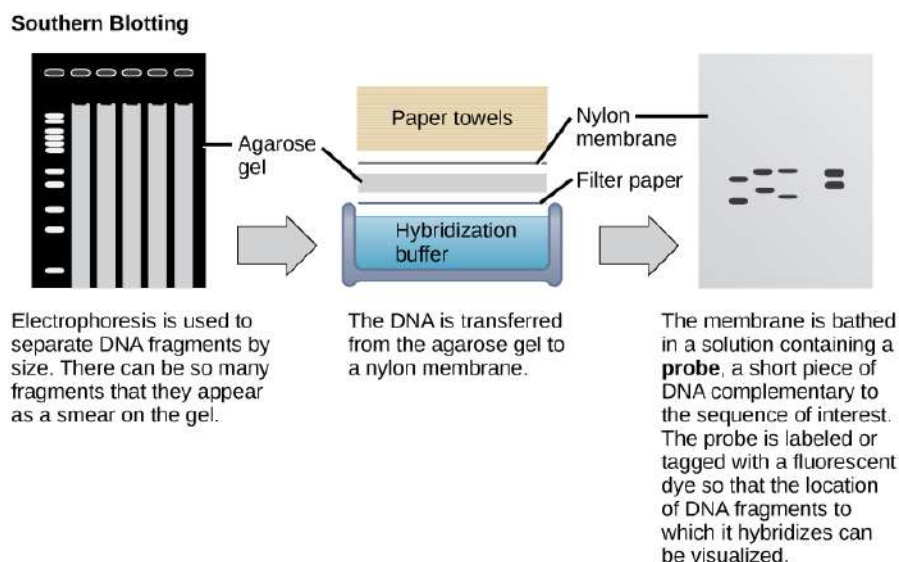 Southern Blotting
Agarose
gel
Paper towels
Nylon
membrane
Filter paper
Hybridization
buffer
Electrophoresis is used to
separate DNA fragments by
size. There can be so many
fragments that they appear
as a smear on the gel.
The DNA is transferred
from the agarose gel to
a nylon membrane.
The membrane is bathed
in a solution containing a
probe, a short piece of
DNA complementary to
the sequence of interest.
The probe is labeled or
tagged with a fluorescent
dye so that the location
of DNA fragments to
which it hybridizes can
be visualized.